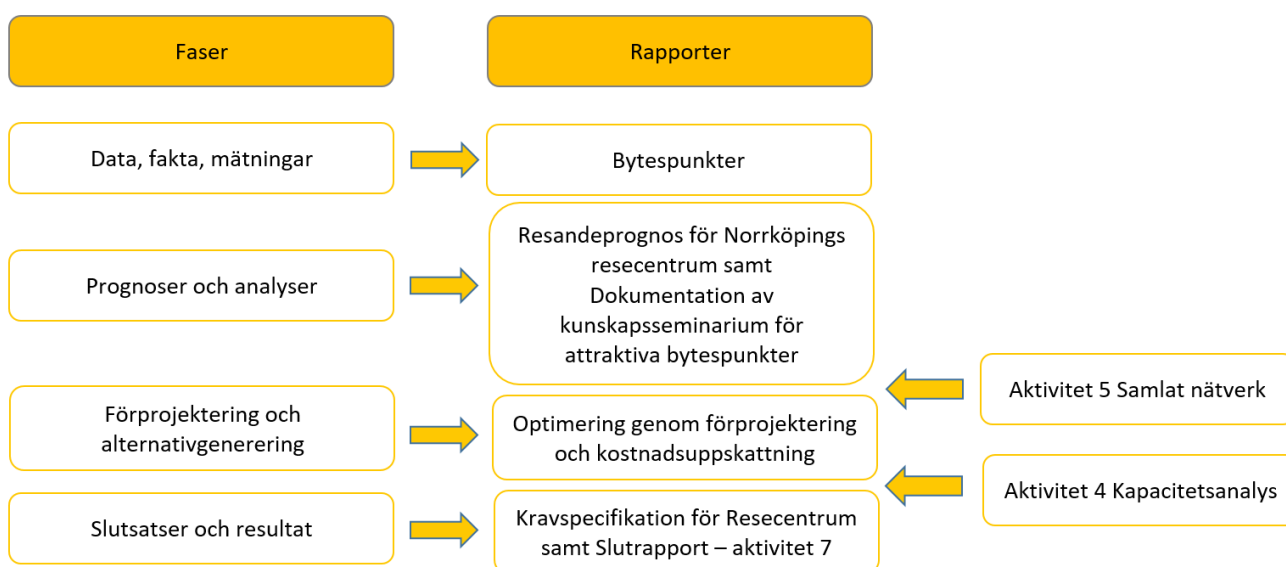 Faser
Rapporter
Data, fakta, mätningar
Bytespunkter
Prognoser och analyser
Resandeprognos för Norrköpings
resecentrum samt
Dokumentation av
kunskapsseminarium för
attraktiva bytespunkter
Aktivitet 5 Samlat nätverk
Förprojektering och
alternativgenerering
Optimering genom förprojektering
och kostnadsuppskattning
Aktivitet 4 Kapacitetsanalys
Slutsatser och resultat
Kravspecifikation för Resecentrum
samt Slutrapport – aktivitet 7